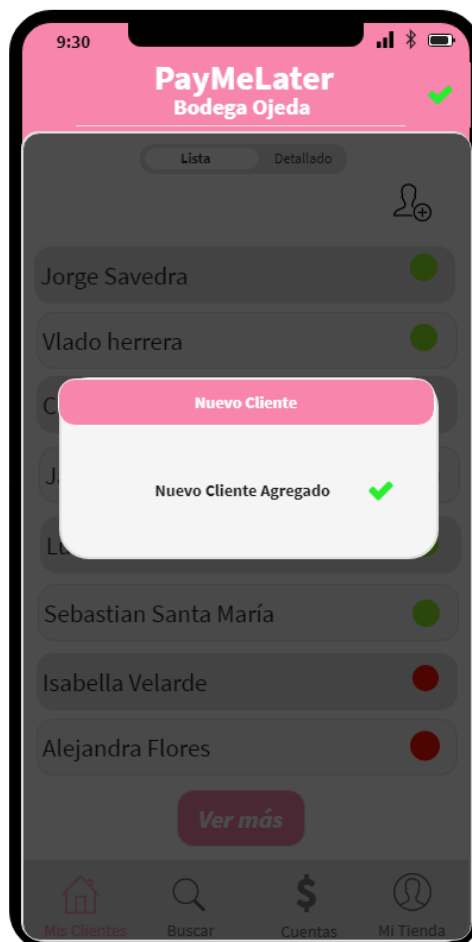 9:30
PayMeLater
Bodega Ojeda
Lista Detallado
Jorge Savedra
Vlado herrera
Nuevo Cliente
Nuevo Cliente Agregado
Sebastian Santa María
Isabella Velarde
Alejandra Flores
Ver más
Mis Clientes Buscar Cuentas Mi Tienda